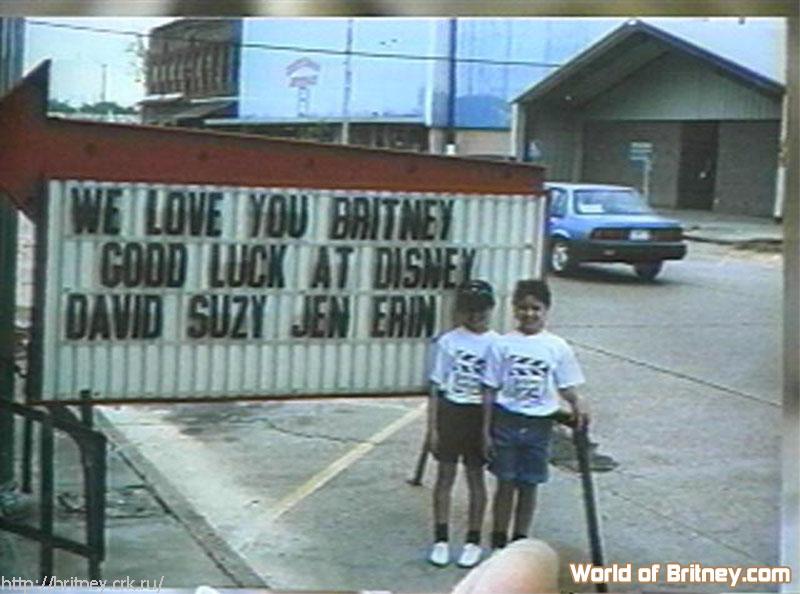 WE LOVE YOU BRITNEY
GOOD LUCK AT DISNEY
DAVID SUZY JEN ERIN
http://britney.crk.ru/
World of Britney.com